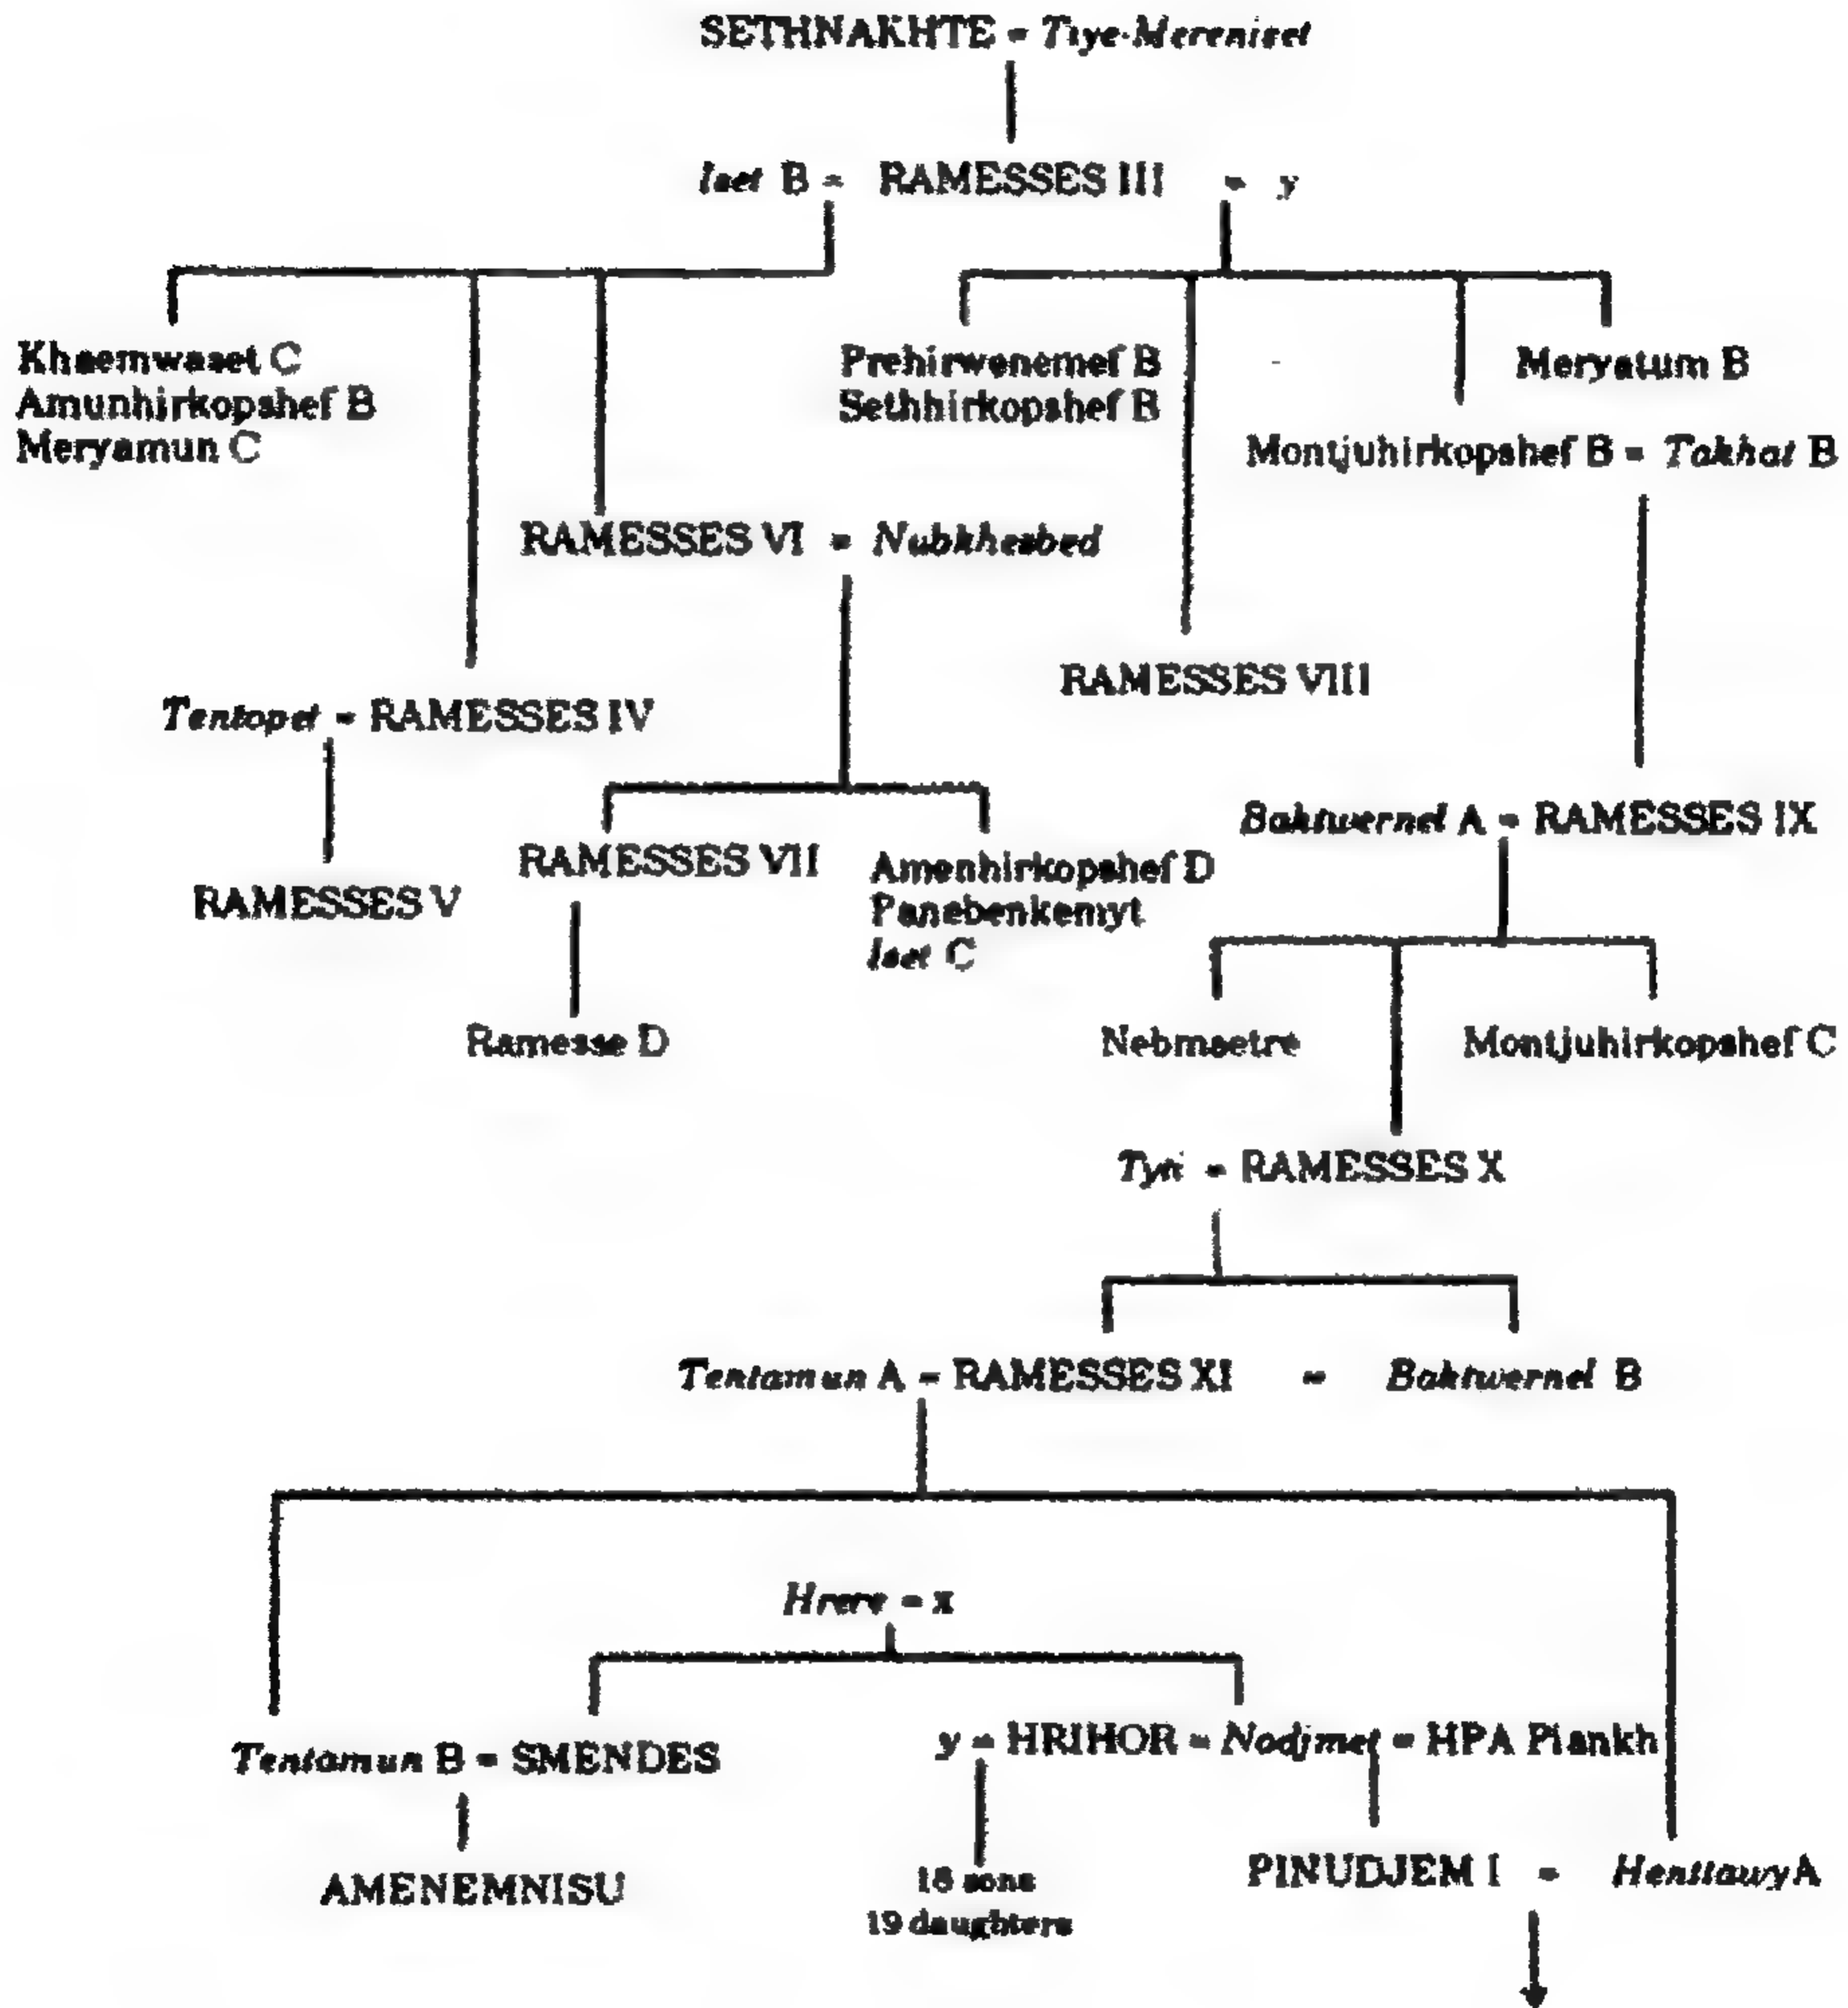 SETHNAKHTE = Tiye-Mereniset
Iset B = RAMESSES III = y
Khaemwaset C
Amunhirkopshef B
Meryamun C
Prehirwenemef B
Sethhirkopshef B
Meryatum B
Montjuhirkopshef B = Takhat B
RAMESSES VI = Nubkhesbed
RAMESSES VIII
Tentopet = RAMESSES IV
Baktwernel A = RAMESSES IX
RAMESSES VII
RAMESSES V
Amenhirkopshef D
Panebenkemyt
Iset C
Ramesse D
Nebmaetre
Montjuhirkopshef C
Tyti = RAMESSES X
Tentamun A = RAMESSES XI = Baktwernel B
Hrere = x
Tentamun B = SMENDES
y = HRIHOR = Nodjmet = HPA Piankh
AMENEMNISU
18 sons
19 daughters
PINUDJEM I = Henttawy A